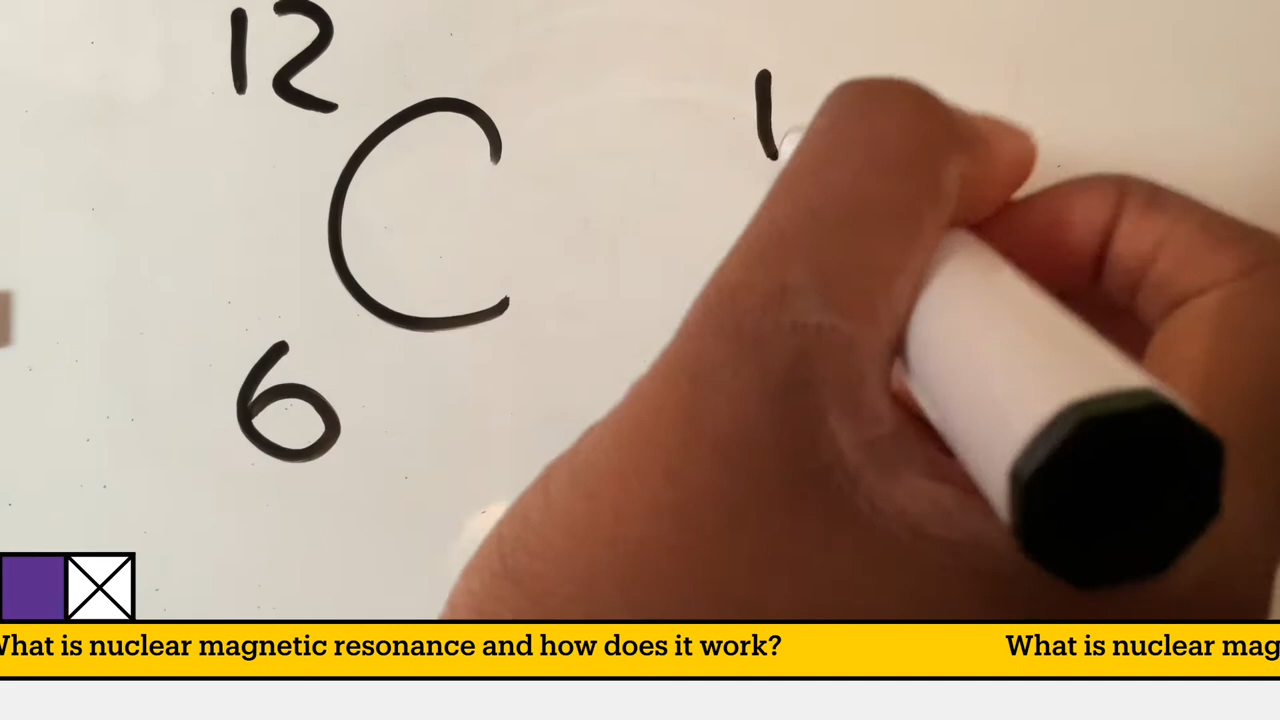 12
C
6
1
What is nuclear magnetic resonance and how does it work? What is nuclear mag